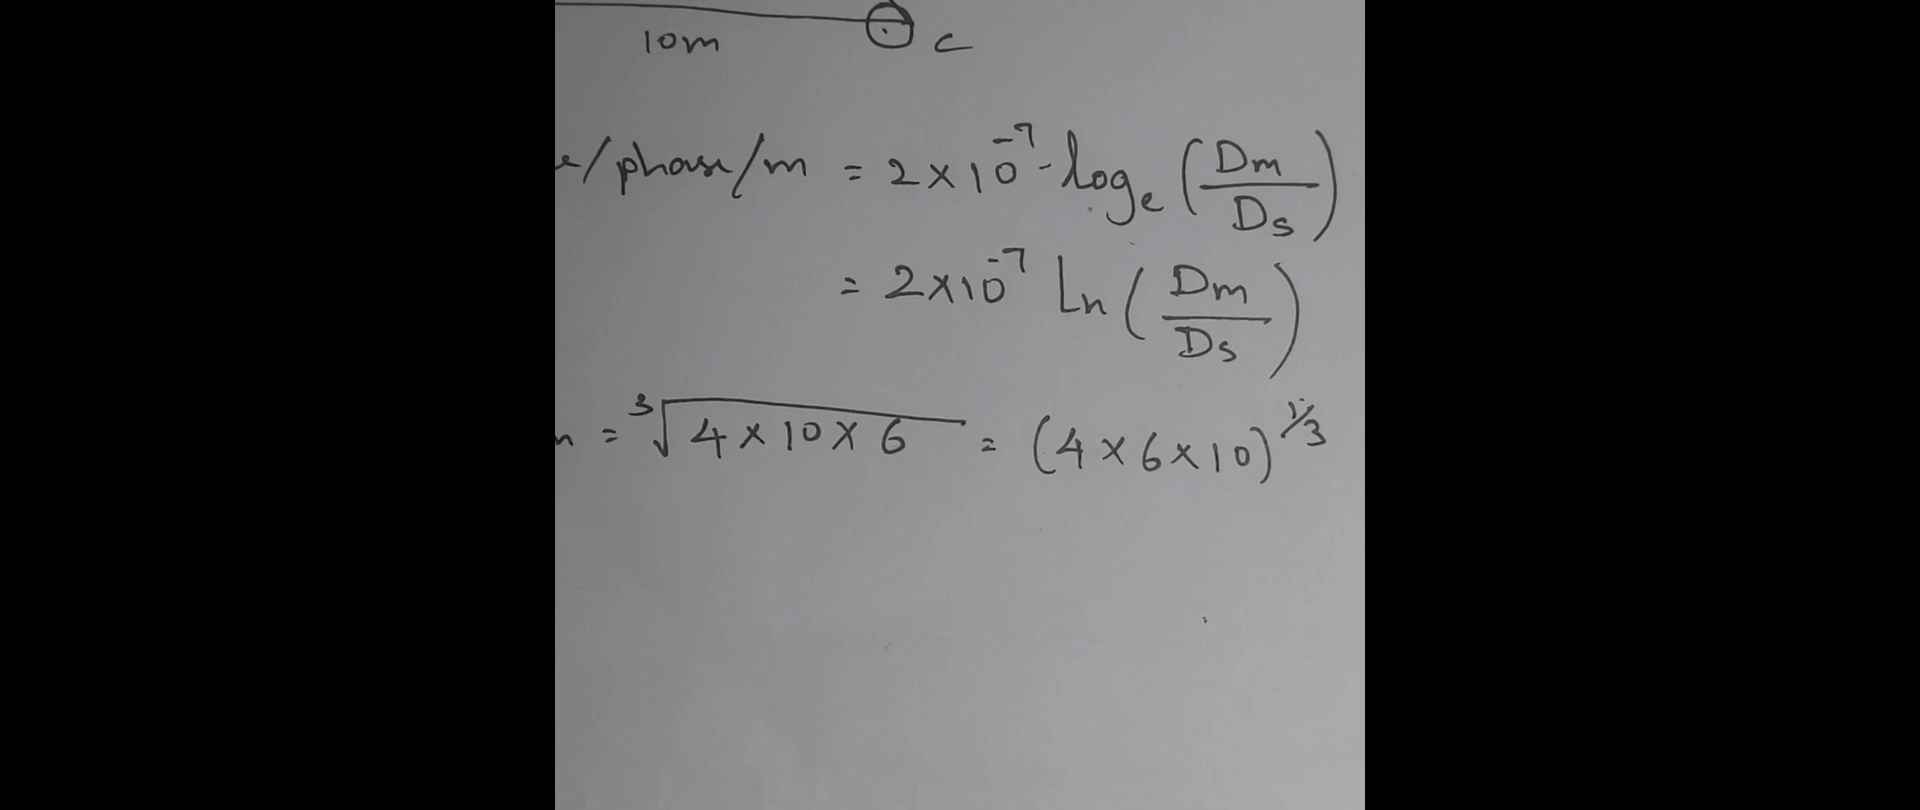 10m C
/phase/m = 2×10⁻⁷ logₑ (Dm/Ds)
= 2×10⁻⁷ Ln (Dm/Ds)
= ³√4×10×6 = (4×6×10)^1/3